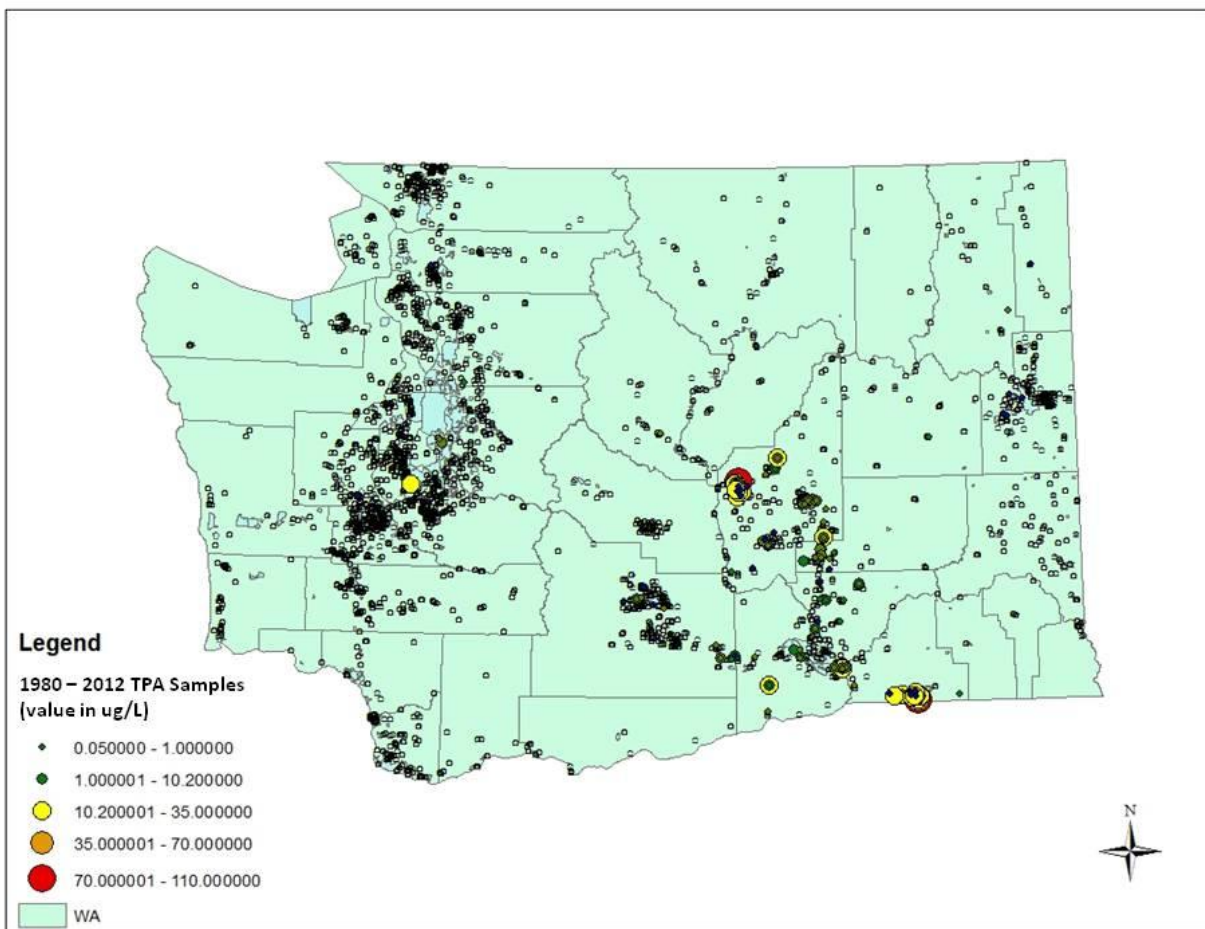 Legend
1980 – 2012 TPA Samples
(value in ug/L)
0.050000 - 1.000000
1.000001 - 10.200000
10.200001 - 35.000000
35.000001 - 70.000000
70.000001 - 110.000000
WA
N